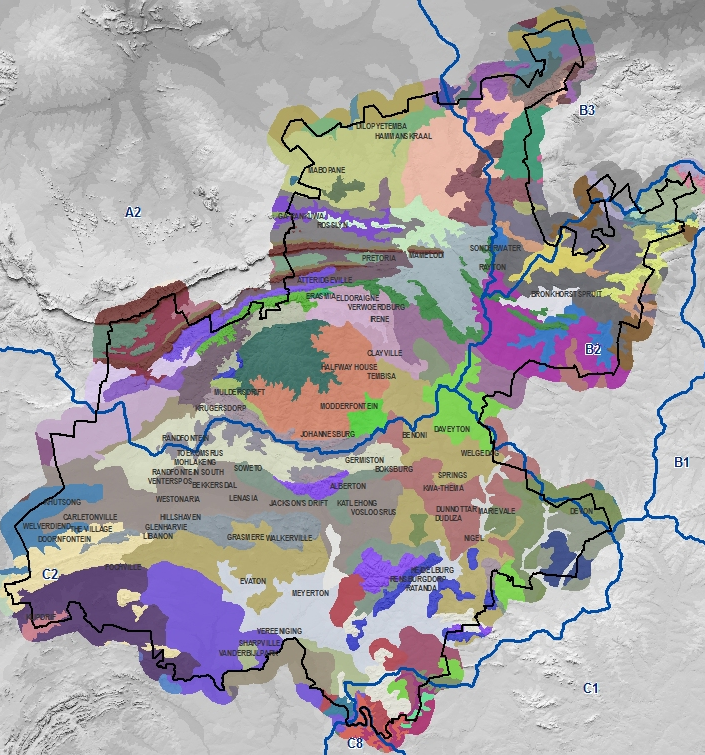 B3
DILOPYETEMBA
HAMMANSKRAAL
MABOPANE
A2
GARANKUWA
ROSSLYN
SONDERWATER
PRETORIA
MAMELODI
RAYTON
ATTERIDGEVILLE
BRONKHORSTSPRUIT
ERASMIA
ELDORAIGNE
VERWOERDBURG
IRENE
B2
CLAYVILLE
HALFWAY HOUSE
TEMBISA
MULDERSDRIFT
KRUGERSDORP
MODDERFONTEIN
DAVEYTON
RANDFONTEIN
JOHANNESBURG
BENONI
TOEKOMSRUS
WELGEDAG
MOHLAKENG
GERMISTON
B1
RANDFONTEIN SOUTH
SOWETO
BOKSBURG
VENTERSPOS
SPRINGS
BEKKERSDAL
ALBERTON
KWA-THEMA
KHUTSONG
WESTONARIA
LENASIA
JACKSON'S DRIFT
KATLEHONG
VOSLOORUS
DUNNOTTAR
MARIEVALE
DEVON
CARLETONVILLE
HILLSHAVEN
DUDUZA
WELVERDIEND
THE VILLAGE
GLENHARVIE
DOORNFONTEIN
LIBANON
GRASMERE
WALKERVILLE
NIGEL
FOCHVILLE
HEIDELBURG
C2
EVATON
RENSBURGDORP
RATANDA
MEYERTON
VEREENIGING
SHARPVILLE
VANDERBIJLPARK
C1
C8